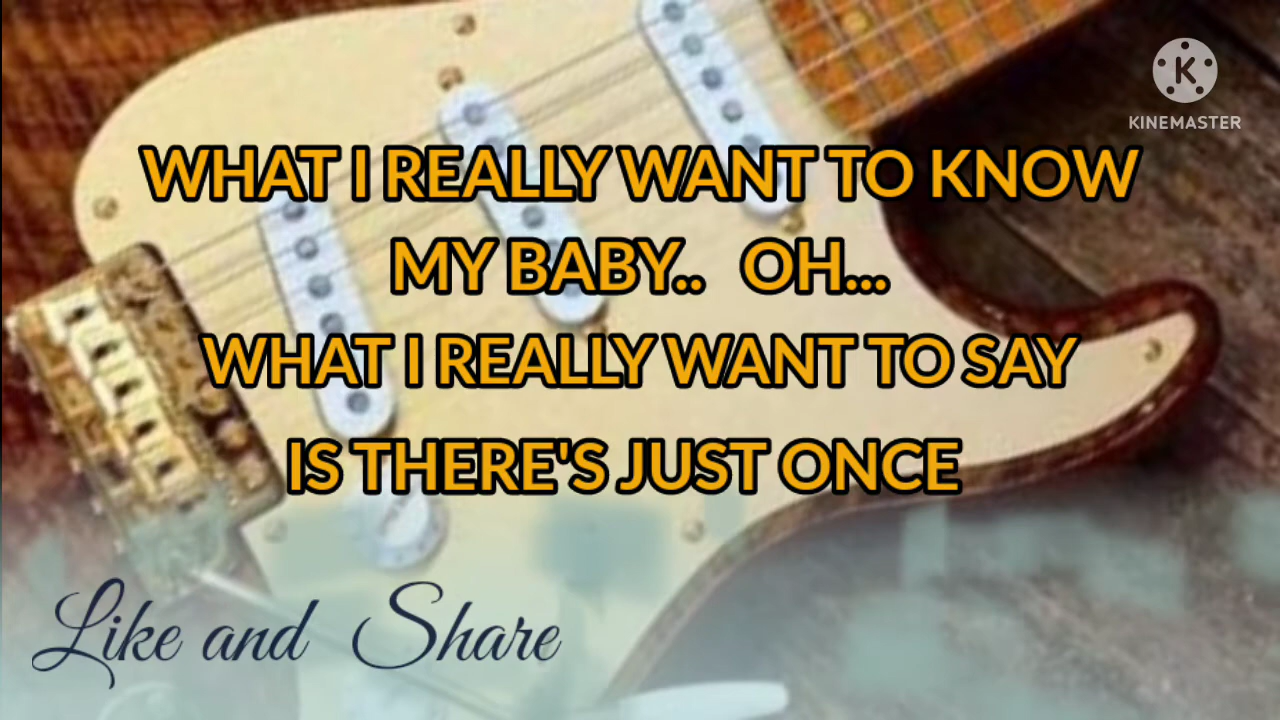 KINEMASTER
WHAT I REALLY WANT TO KNOW
MY BABY.. OH...
WHAT I REALLY WANT TO SAY
IS THERE'S JUST ONCE
Like and Share